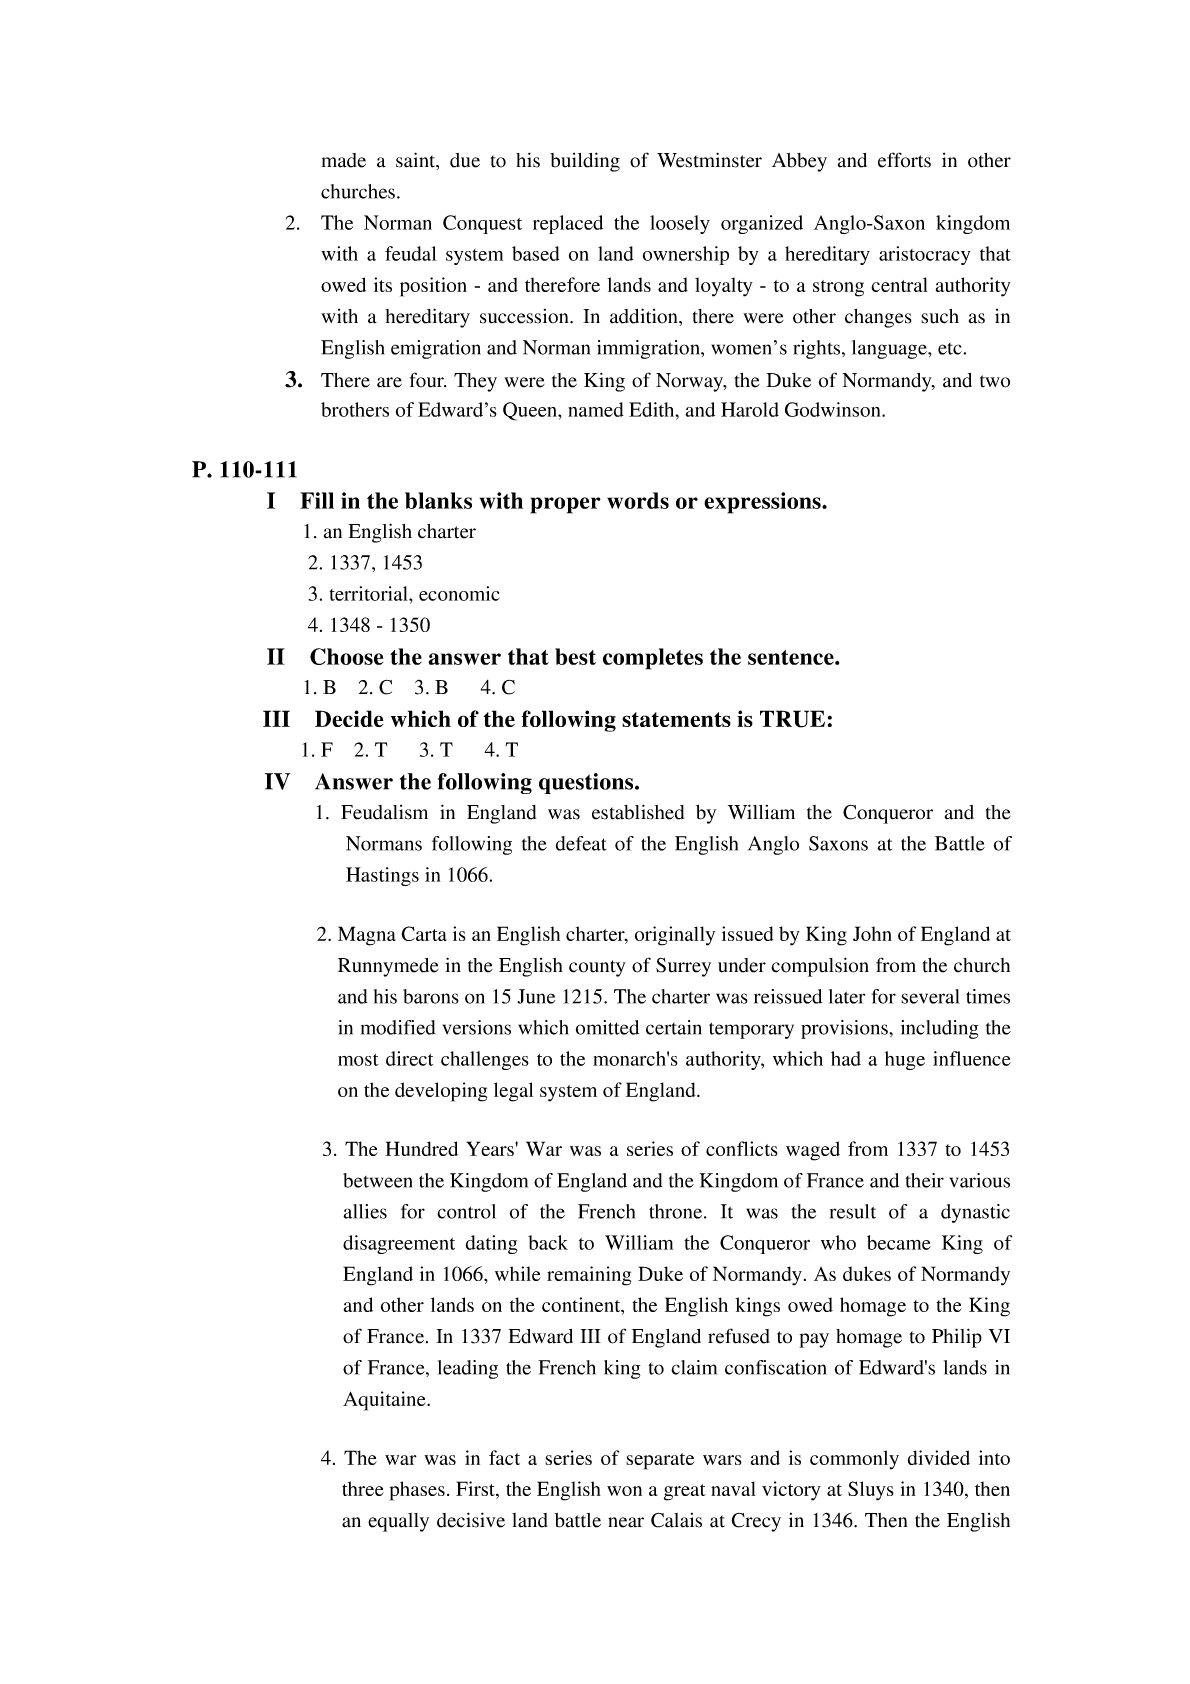 made a saint, due to his building of Westminster Abbey and efforts in other
churches.
2. The Norman Conquest replaced the loosely organized Anglo-Saxon kingdom
with a feudal system based on land ownership by a hereditary aristocracy that
owed its position - and therefore lands and loyalty - to a strong central authority
with a hereditary succession. In addition, there were other changes such as in
English emigration and Norman immigration, women’s rights, language, etc.
3. There are four. They were the King of Norway, the Duke of Normandy, and two
brothers of Edward’s Queen, named Edith, and Harold Godwinson.
P. 110-111
I Fill in the blanks with proper words or expressions.
1. an English charter
2. 1337, 1453
3. territorial, economic
4. 1348 - 1350
II Choose the answer that best completes the sentence.
1. B 2. C 3. B 4. C
III Decide which of the following statements is TRUE:
1. F 2. T 3. T 4. T
IV Answer the following questions.
1. Feudalism in England was established by William the Conqueror and the
Normans following the defeat of the English Anglo Saxons at the Battle of
Hastings in 1066.
2. Magna Carta is an English charter, originally issued by King John of England at
Runnymede in the English county of Surrey under compulsion from the church
and his barons on 15 June 1215. The charter was reissued later for several times
in modified versions which omitted certain temporary provisions, including the
most direct challenges to the monarch's authority, which had a huge influence
on the developing legal system of England.
3. The Hundred Years' War was a series of conflicts waged from 1337 to 1453
between the Kingdom of England and the Kingdom of France and their various
allies for control of the French throne. It was the result of a dynastic
disagreement dating back to William the Conqueror who became King of
England in 1066, while remaining Duke of Normandy. As dukes of Normandy
and other lands on the continent, the English kings owed homage to the King
of France. In 1337 Edward III of England refused to pay homage to Philip VI
of France, leading the French king to claim confiscation of Edward's lands in
Aquitaine.
4. The war was in fact a series of separate wars and is commonly divided into
three phases. First, the English won a great naval victory at Sluys in 1340, then
an equally decisive land battle near Calais at Crecy in 1346. Then the English